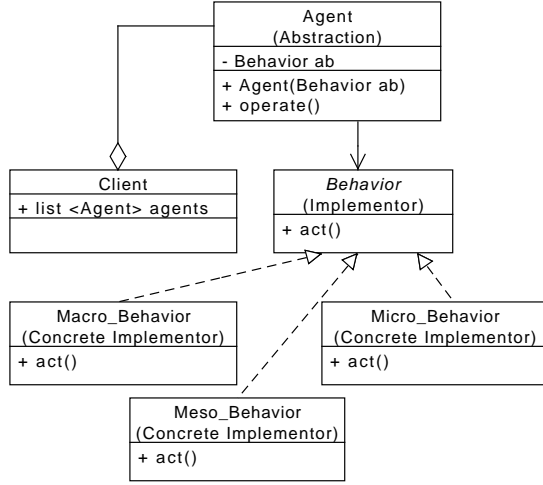 Agent
(Abstraction)
- Behavior ab
+ Agent(Behavior ab)
+ operate()
Client
+ list <Agent> agents
Behavior
(Implementor)
+ act()
Macro_Behavior
(Concrete Implementor)
+ act()
Micro_Behavior
(Concrete Implementor)
+ act()
Meso_Behavior
(Concrete Implementor)
+ act()